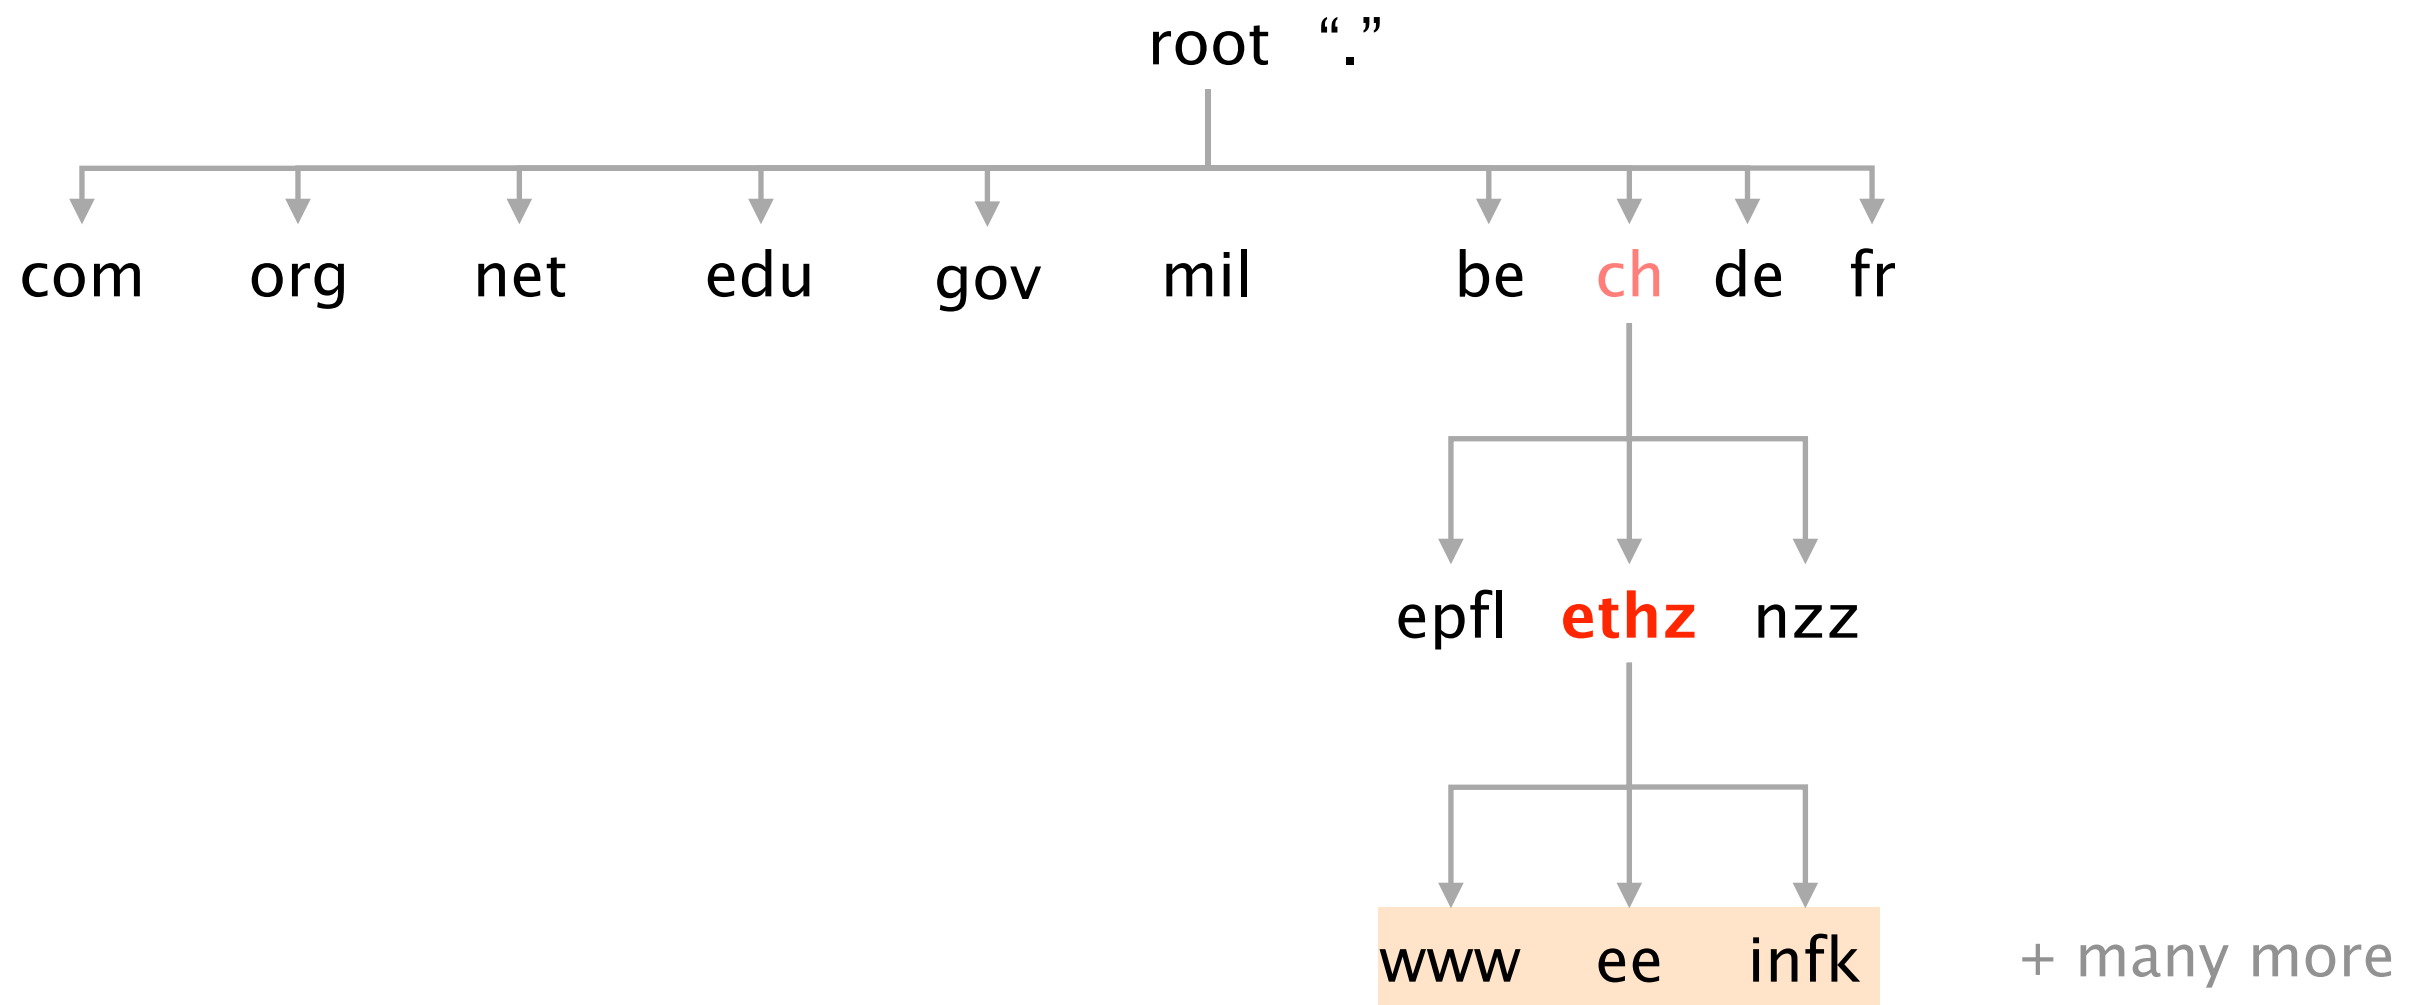 root “.”
com org net edu gov mil be ch de fr
epfl ethz nzz
www ee infk + many more